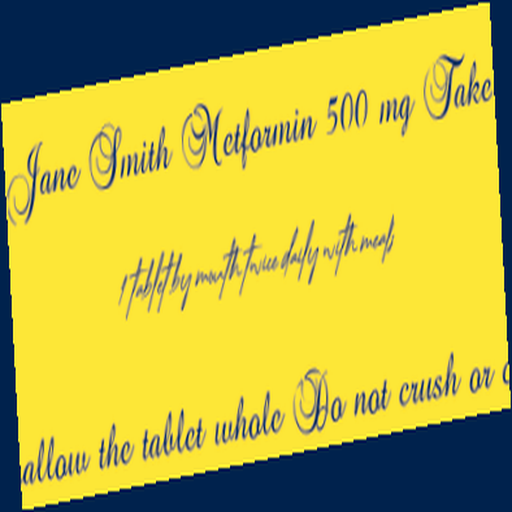 Jane Smith Metformin 500 mg Take
1 tablet by mouth twice daily with meals
allow the tablet whole Do not crush or